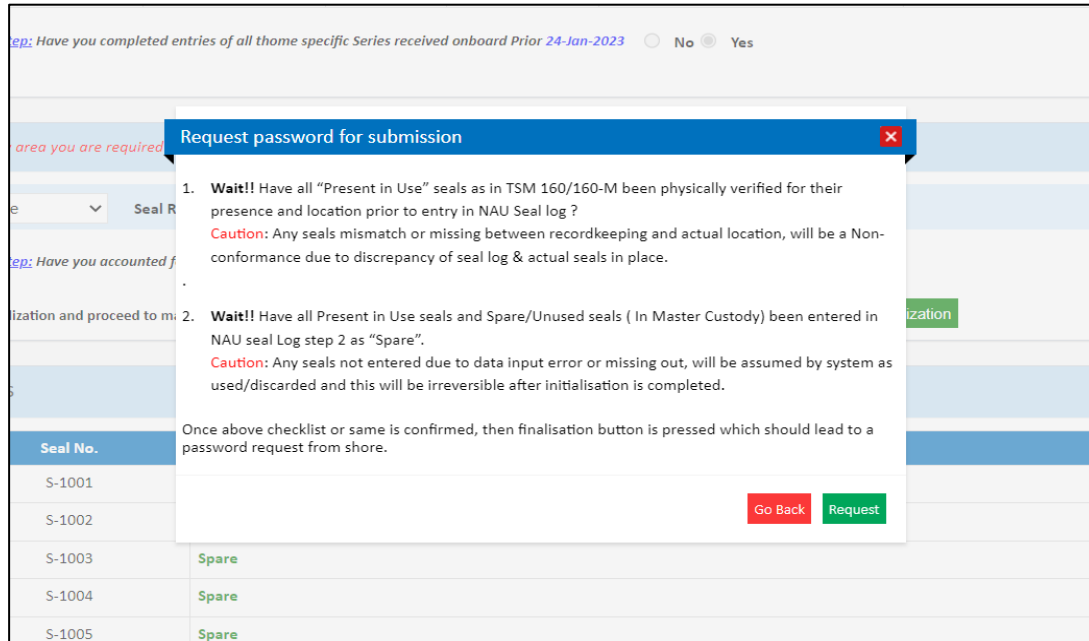 tep: Have you completed entries of all thome specific Series received onboard Prior 24-Jan-2023 No Yes
area you are required
Request password for submission
1. Wait!! Have all “Present in Use” seals as in TSM 160/160-M been physically verified for their
presence and location prior to entry in NAU Seal log ?
Caution: Any seals mismatch or missing between recordkeeping and actual location, will be a Non-
conformance due to discrepancy of seal log & actual seals in place.
.
2. Wait!! Have all Present in Use seals and Spare/Unused seals ( In Master Custody) been entered in
NAU seal Log step 2 as “Spare”.
Caution: Any seals not entered due to data input error or missing out, will be assumed by system as
used/discarded and this will be irreversible after initialisation is completed.
Once above checklist or same is confirmed, then finalisation button is pressed which should lead to a
password request from shore.
Go Back Request
e Seal R
tep: Have you accounted f
lization and proceed to ma
ization
S
Seal No.
S-1001
S-1002
S-1003 Spare
S-1004 Spare
S-1005 Spare